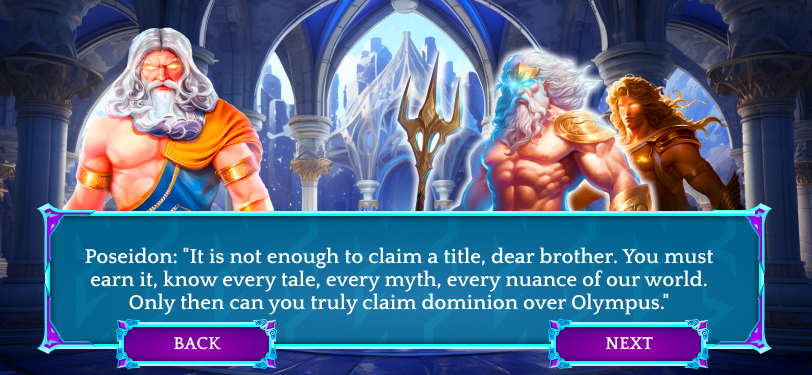 Poseidon: "It is not enough to claim a title, dear brother. You must
earn it, know every tale, every myth, every nuance of our world.
Only then can you truly claim dominion over Olympus."
BACK
NEXT